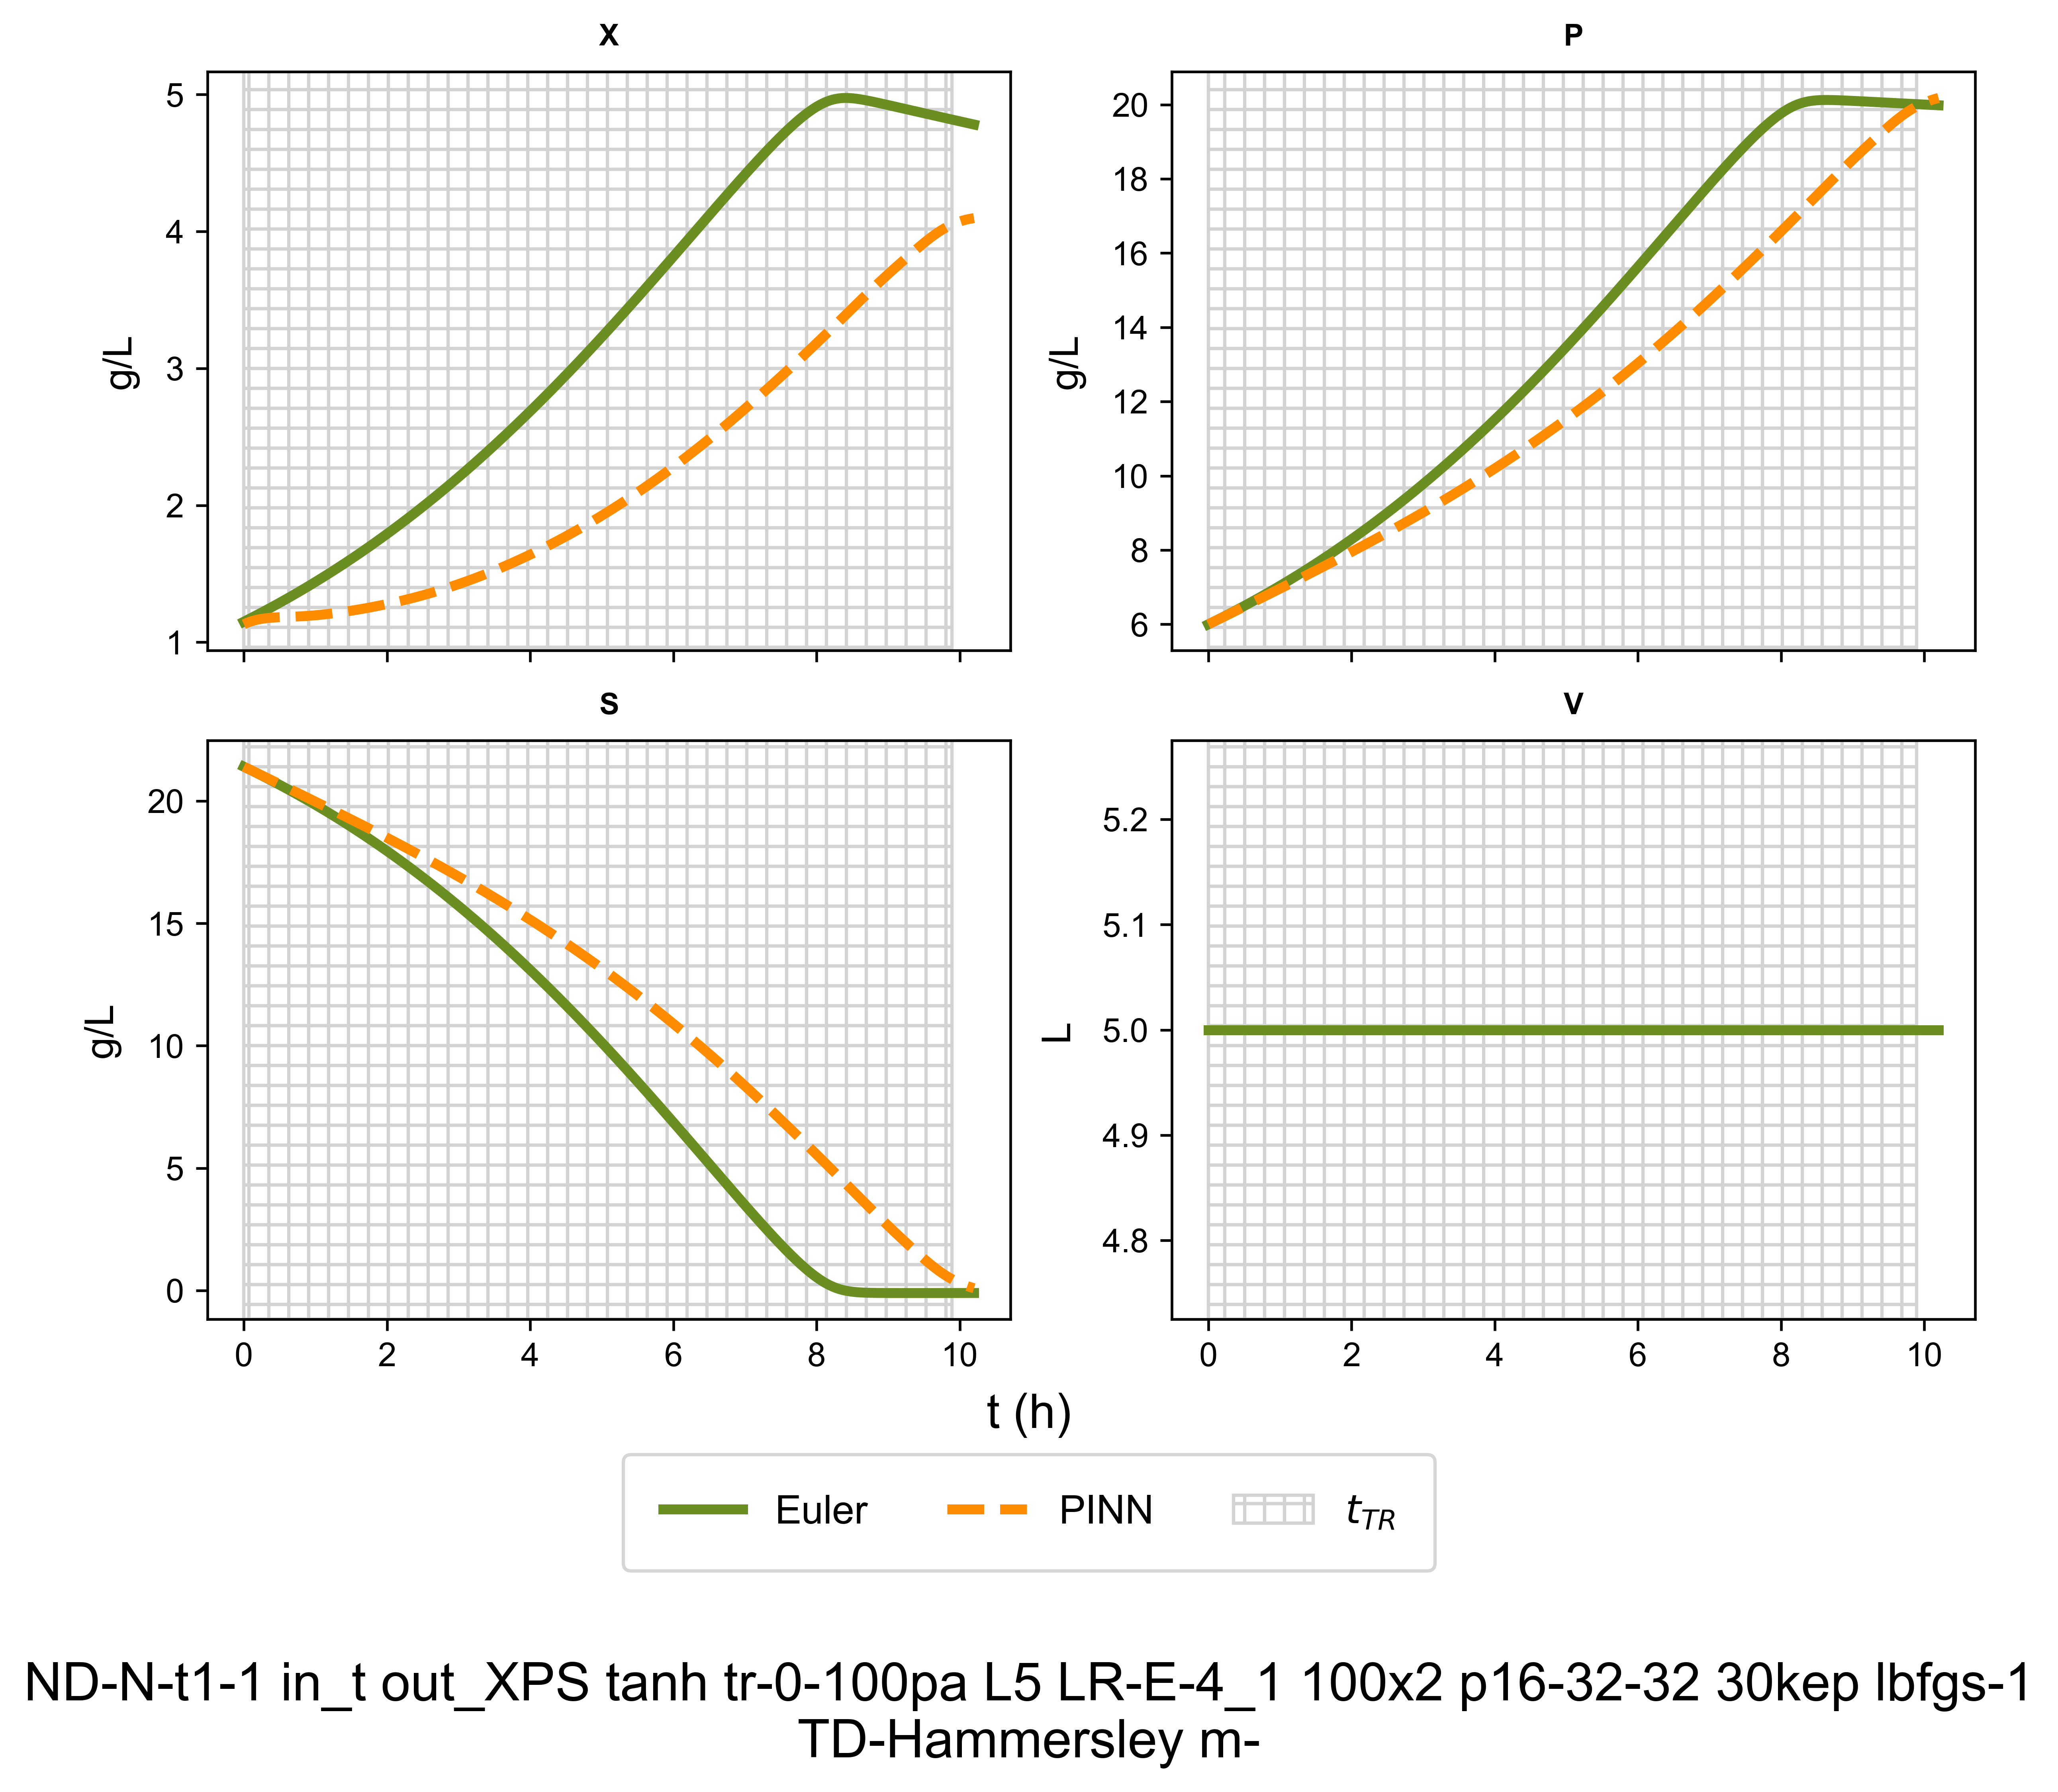 X
P
5
4
3
2
1
g/L
20
18
16
14
12
10
8
6
g/L
S
V
20
15
10
5
0
g/L
0 2 4 6 8 10
5.2
5.1
5.0
4.9
4.8
L
0 2 4 6 8 10
t (h)
Euler PINN t_TR
ND-N-t1-1 in_t out_XPS tanh tr-0-100pa L5 LR-E-4_1 100x2 p16-32-32 30kep lbfgs-1
TD-Hammersley m-